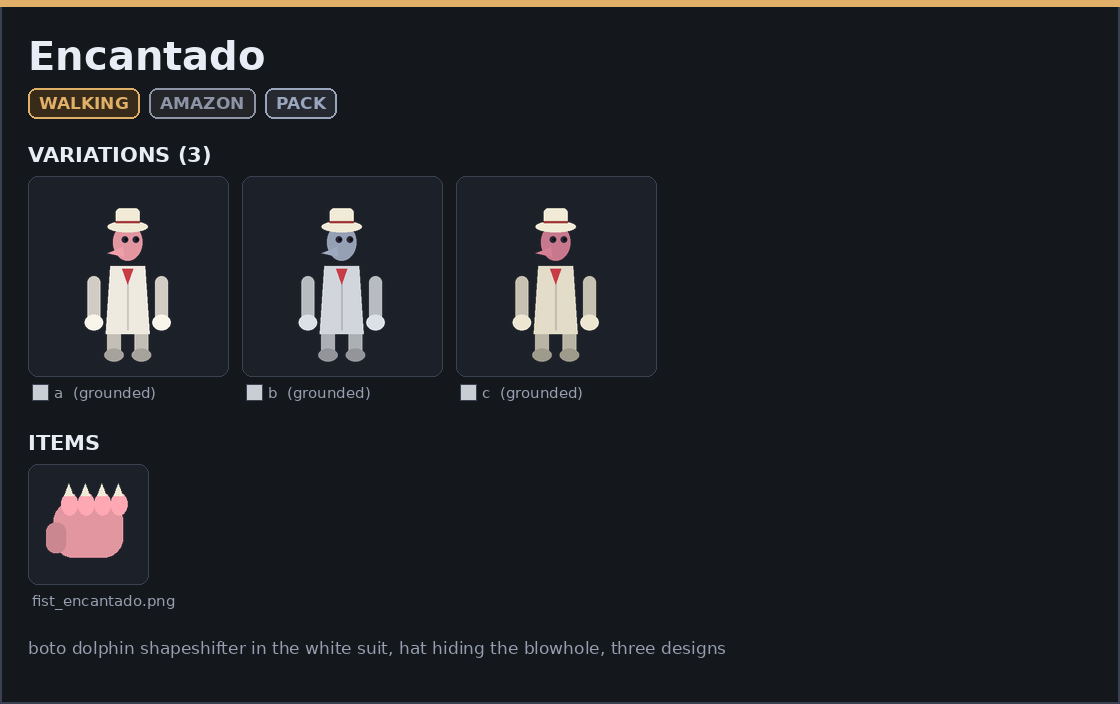 Encantado
WALKING AMAZON PACK
VARIATIONS (3)
a (grounded) b (grounded) c (grounded)
ITEMS
fist_encantado.png
boto dolphin shapeshifter in the white suit, hat hiding the blowhole, three designs